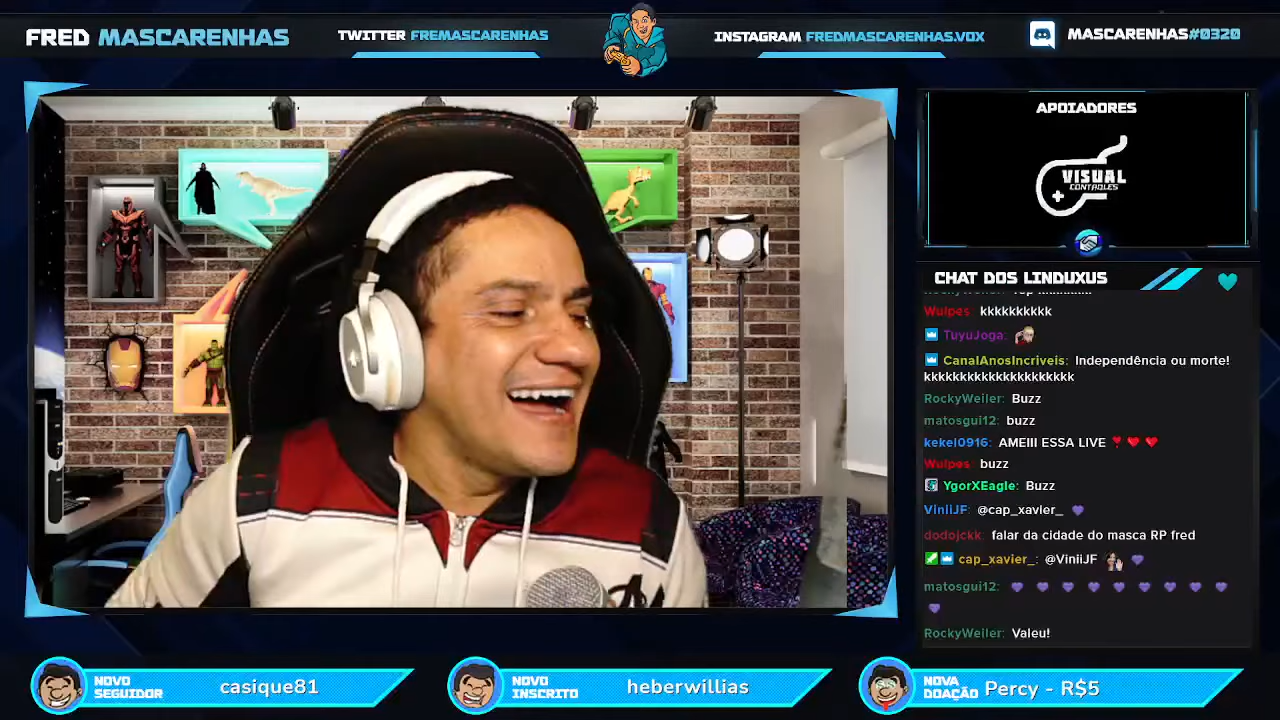 FRED MASCARENHAS
TWITTER FREMASCARENHAS
INSTAGRAM FREDMASCARENHAS.VOX
MASCARENHAS#0320
APOIADORES
VISUAL
CONTROLES
CHAT DOS LINDUXUS
Wulpes kkkkkkkkkk
TuyuJoga:
CanalAnosIncriveis: Independência ou morte!
kkkkkkkkkkkkkkkkkkkkk
RockyWeiler: Buzz
matosgui12: buzz
kekel0916: AMEIII ESSA LIVE
Wulpes buzz
YgorXEagle: Buzz
ViniiJF: @cap_xavier_
dodojckk: falar da cidade do masca RP fred
cap_xavier_: @ViniiJF
matosgui12:
RockyWeiler: Valeu!
NOVO
SEGUIDOR
casique81
NOVO
INSCRITO
heberwillias
NOVA
DOAÇÃO
Percy - R$5